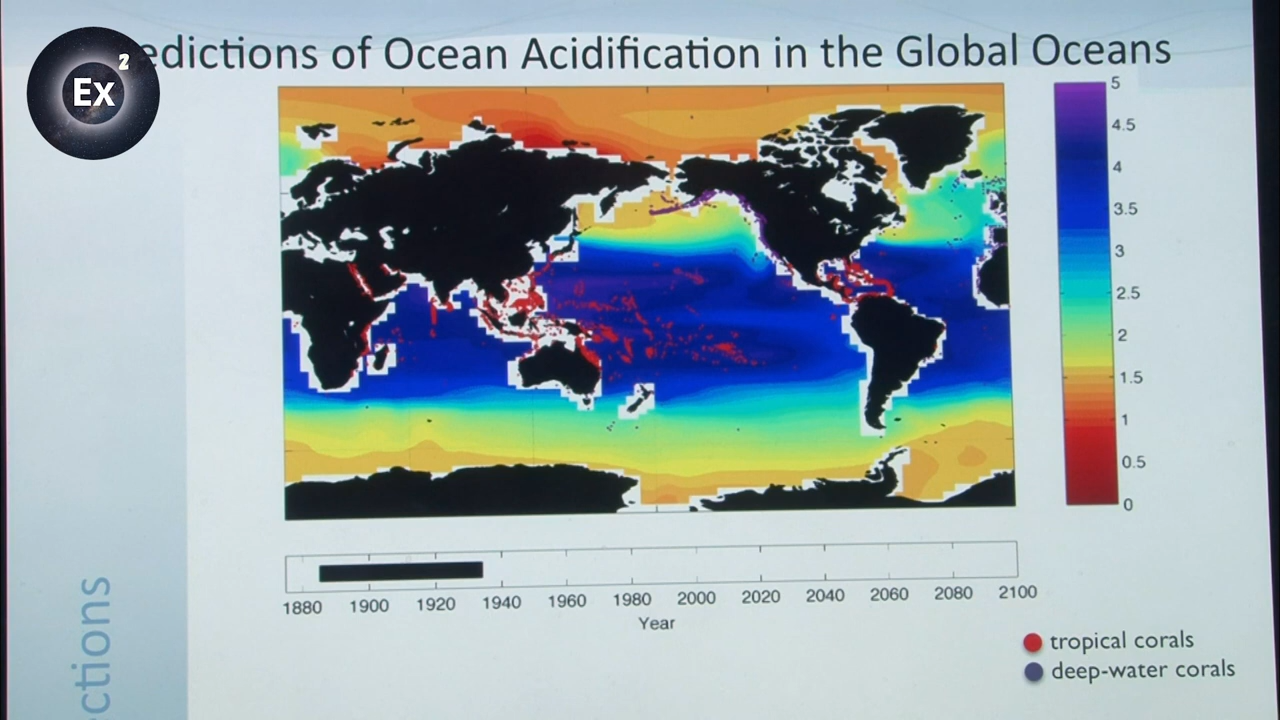 Ex²
edictions of Ocean Acidification in the Global Oceans
5
4.5
4
3.5
3
2.5
2
1.5
1
0.5
0
1880 1900 1920 1940 1960 1980 2000 2020 2040 2060 2080 2100
Year
tropical corals
deep-water corals
ctions